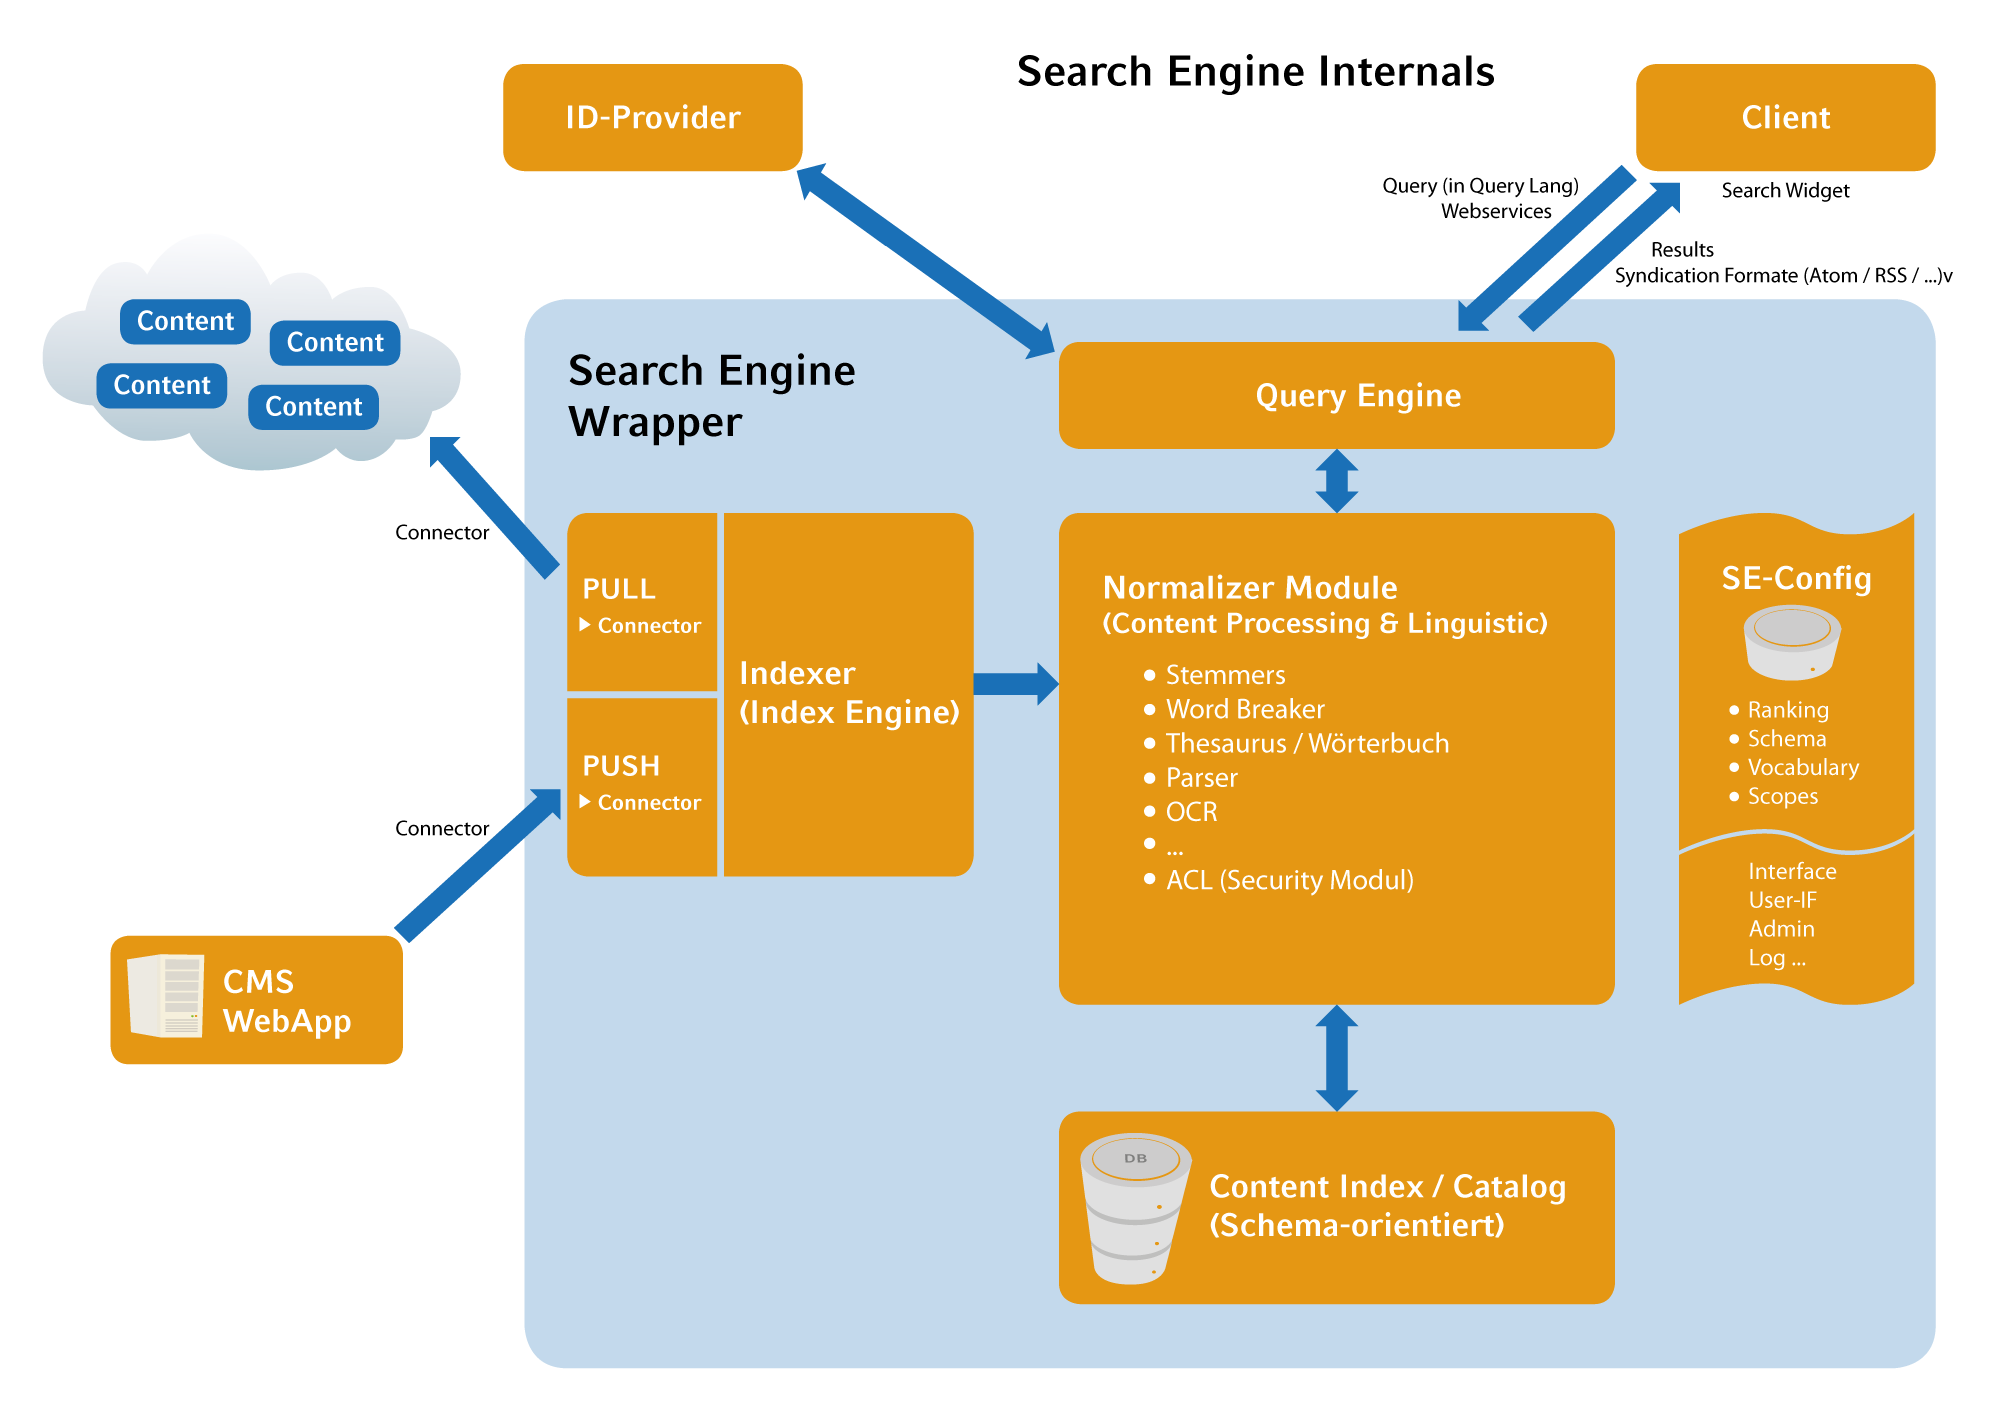 Search Engine Internals
ID-Provider
Client
Search Widget
Query (in Query Lang)
Webservices
Results
Syndication Formate (Atom / RSS / ...)v
Content
Content
Content
Content
Connector
Connector
CMS
WebApp
Search Engine
Wrapper
Query Engine
PULL
Connector
PUSH
Connector
Indexer
(Index Engine)
Normalizer Module
(Content Processing & Linguistic)
• Stemmers
• Word Breaker
• Thesaurus / Wörterbuch
• Parser
• OCR
• ...
• ACL (Security Modul)
SE-Config
• Ranking
• Schema
• Vocabulary
• Scopes
Interface
User-IF
Admin
Log ...
DB
Content Index / Catalog
(Schema-orientiert)